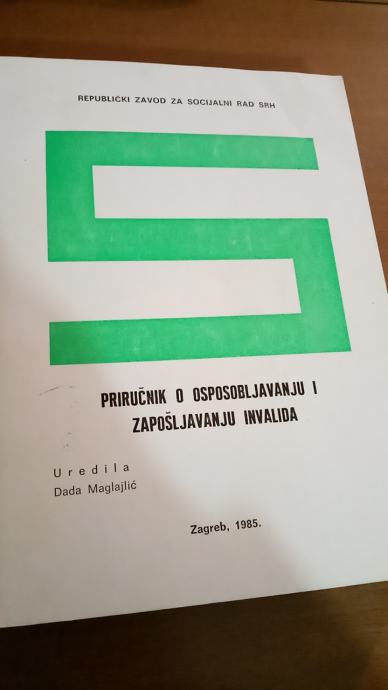 REPUBLIČKI ZAVOD ZA SOCIJALNI RAD SRH
PRIRUČNIK O OSPOSOBLJAVANJU I
ZAPOŠLJAVANJU INVALIDA
Uredila
Dada Maglajlić
Zagreb, 1985.